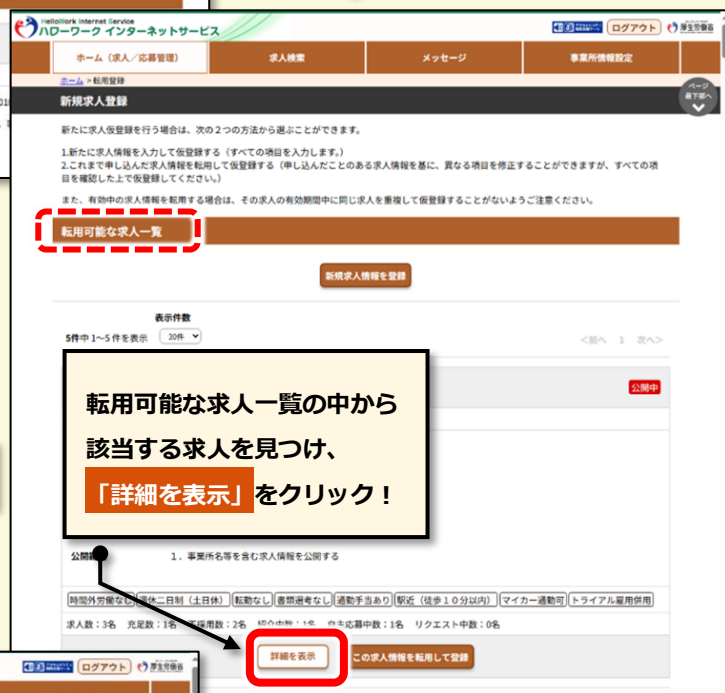 HelloWork Internet Service
ハローワーク インターネットサービス
ログアウト
厚生労働省
ホーム（求人／応募管理）
求人検索
メッセージ
事業所情報設定
ホーム > 転用登録
新規求人登録
ページ
最下部へ
新たに求人仮登録を行う場合は、次の２つの方法から選ぶことができます。
1.新たに求人情報を入力して仮登録する（すべての項目を入力します。）
2.これまで申し込んだ求人情報を転用して仮登録する（申し込んだことのある求人情報を基に、異なる項目を修正することができますが、すべての項
目を確認した上で仮登録してください。）
また、有効中の求人情報を転用する場合は、その求人の有効期間中に同じ求人を重複して仮登録することがないようご注意ください。
転用可能な求人一覧
新規求人情報を登録
表示件数
5件中 1～5 件を表示
30件
<前へ 1 次へ>
公開中
転用可能な求人一覧の中から
該当する求人を見つけ、
「詳細を表示」をクリック！
公開
１．事業所名等を含む求人情報を公開する
時間外労働なし
週休二日制（土日休）
転勤なし
書類選考なし
通勤手当あり
駅近（徒歩１０分以内）
マイカー通勤可
トライアル雇用併用
求人数：3名 充足数：1名 不採用数：2名 紹介中数：1名 自主応募中数：1名 リクエスト中数：0名
詳細を表示
この求人情報を転用して登録
ログアウト
厚生労働省